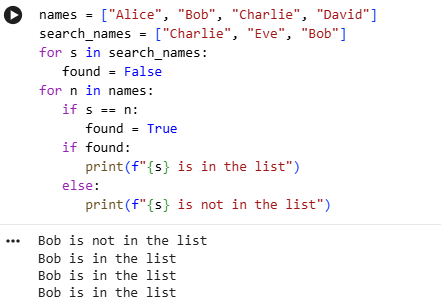 names = ["Alice", "Bob", "Charlie", "David"]
search_names = ["Charlie", "Eve", "Bob"]
for s in search_names:
   found = False
for n in names:
   if s == n:
      found = True
   if found:
      print(f"{s} is in the list")
   else:
      print(f"{s} is not in the list")
Bob is not in the list
Bob is in the list
Bob is in the list
Bob is in the list